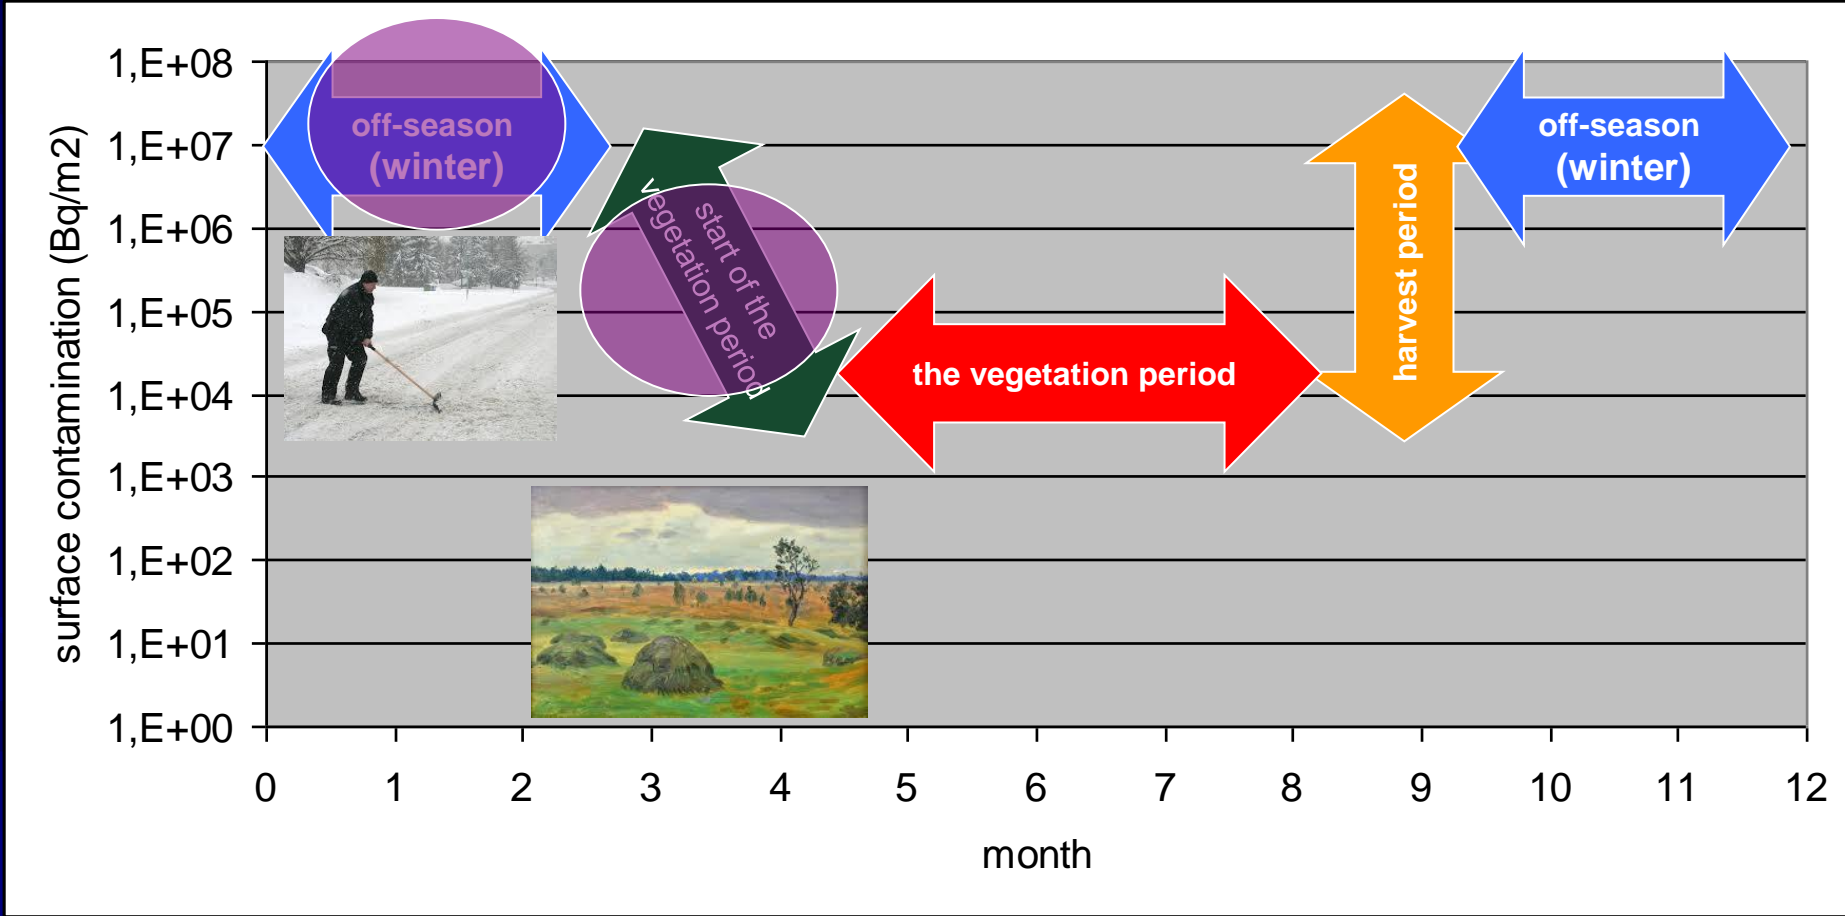 surface contamination (Bq/m2)
1,E+08
1,E+07
1,E+06
1,E+05
1,E+04
1,E+03
1,E+02
1,E+01
1,E+00
off-season
(winter)
start of the
vegetation period
the vegetation period
harvest period
off-season
(winter)
0 1 2 3 4 5 6 7 8 9 10 11 12
month